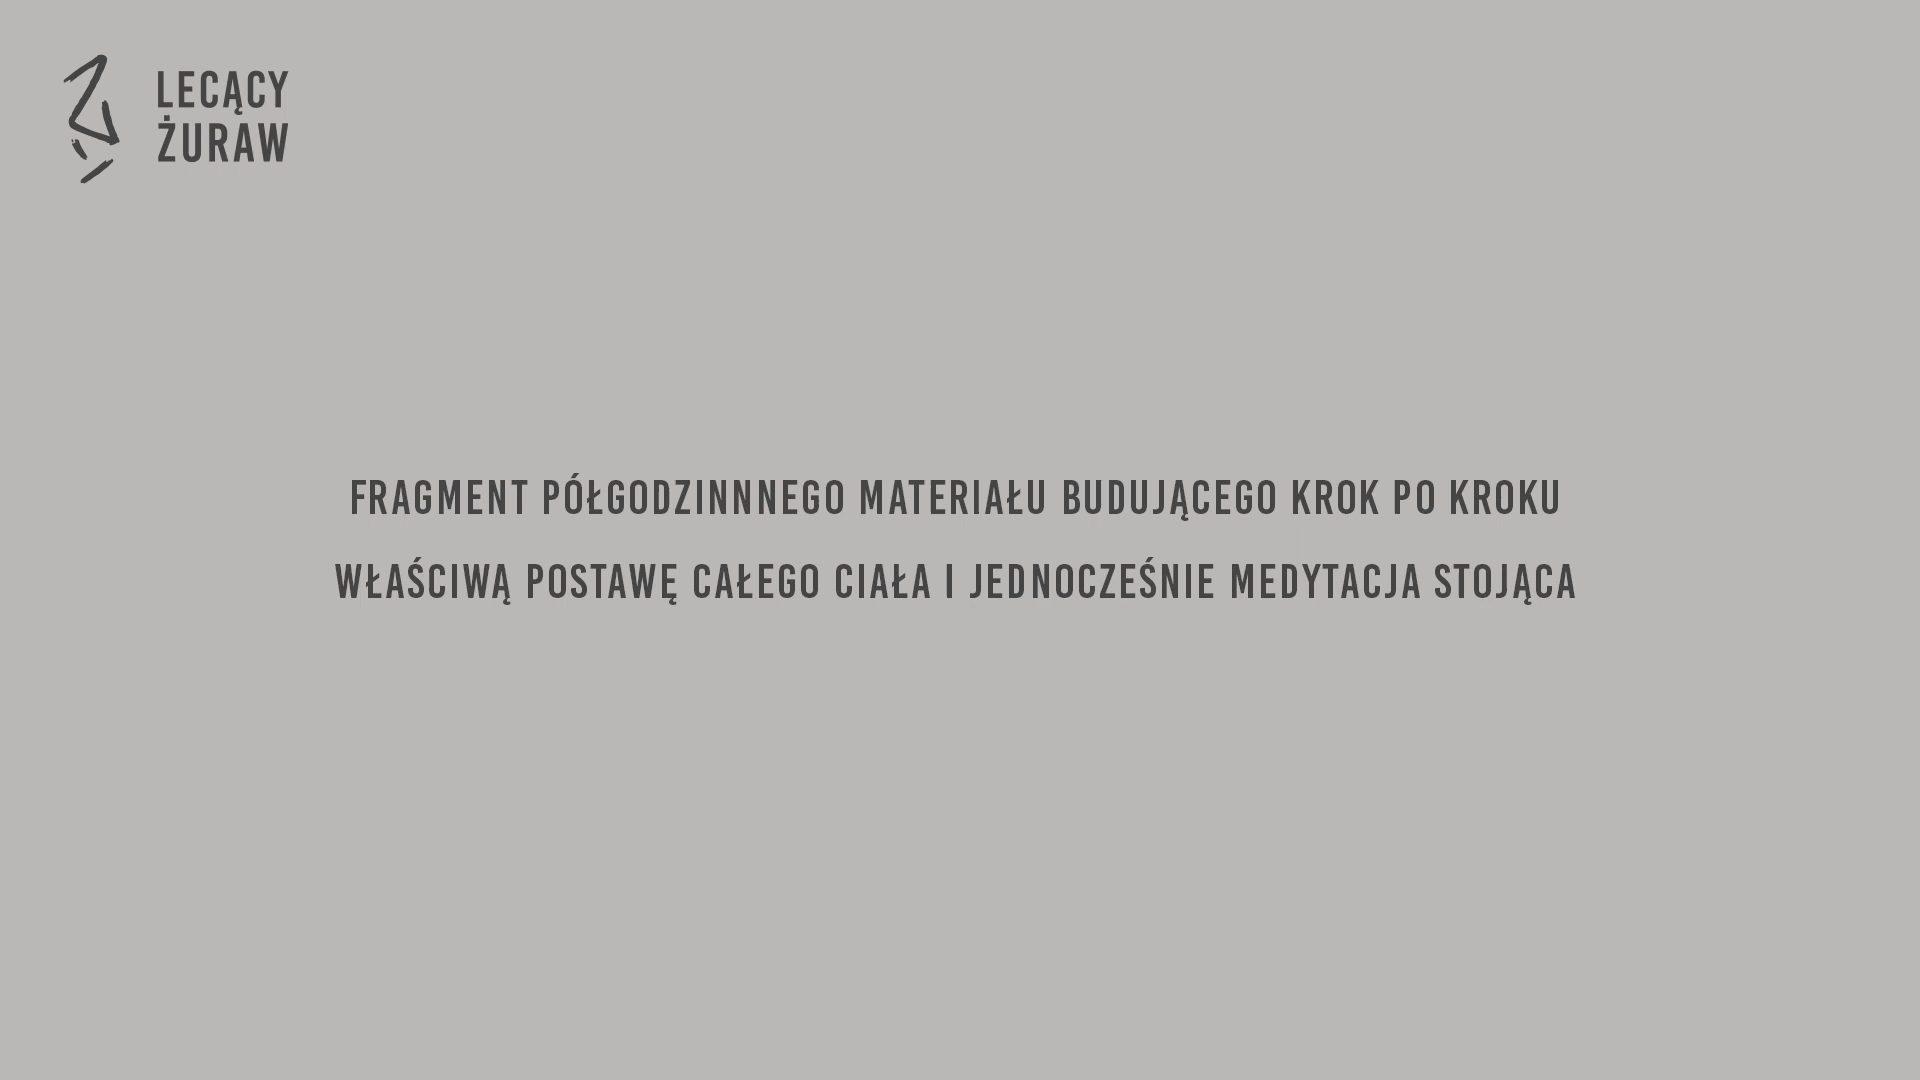 LECĄCY
ŻURAW
FRAGMENT PÓŁGODZINNNEGO MATERIAŁU BUDUJĄCEGO KROK PO KROKU
WŁAŚCIWĄ POSTAWĘ CAŁEGO CIAŁA I JEDNOCZEŚNIE MEDYTACJA STOJĄCA